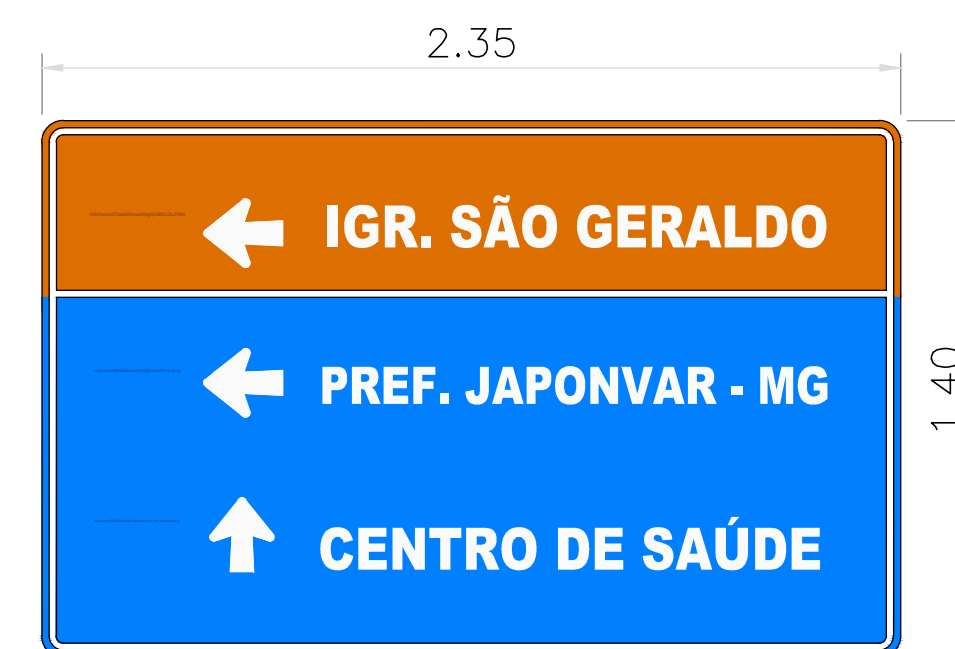 2.35
IGR. SÃO GERALDO
1.40
PREF. JAPONVAR - MG
CENTRO DE SAÚDE